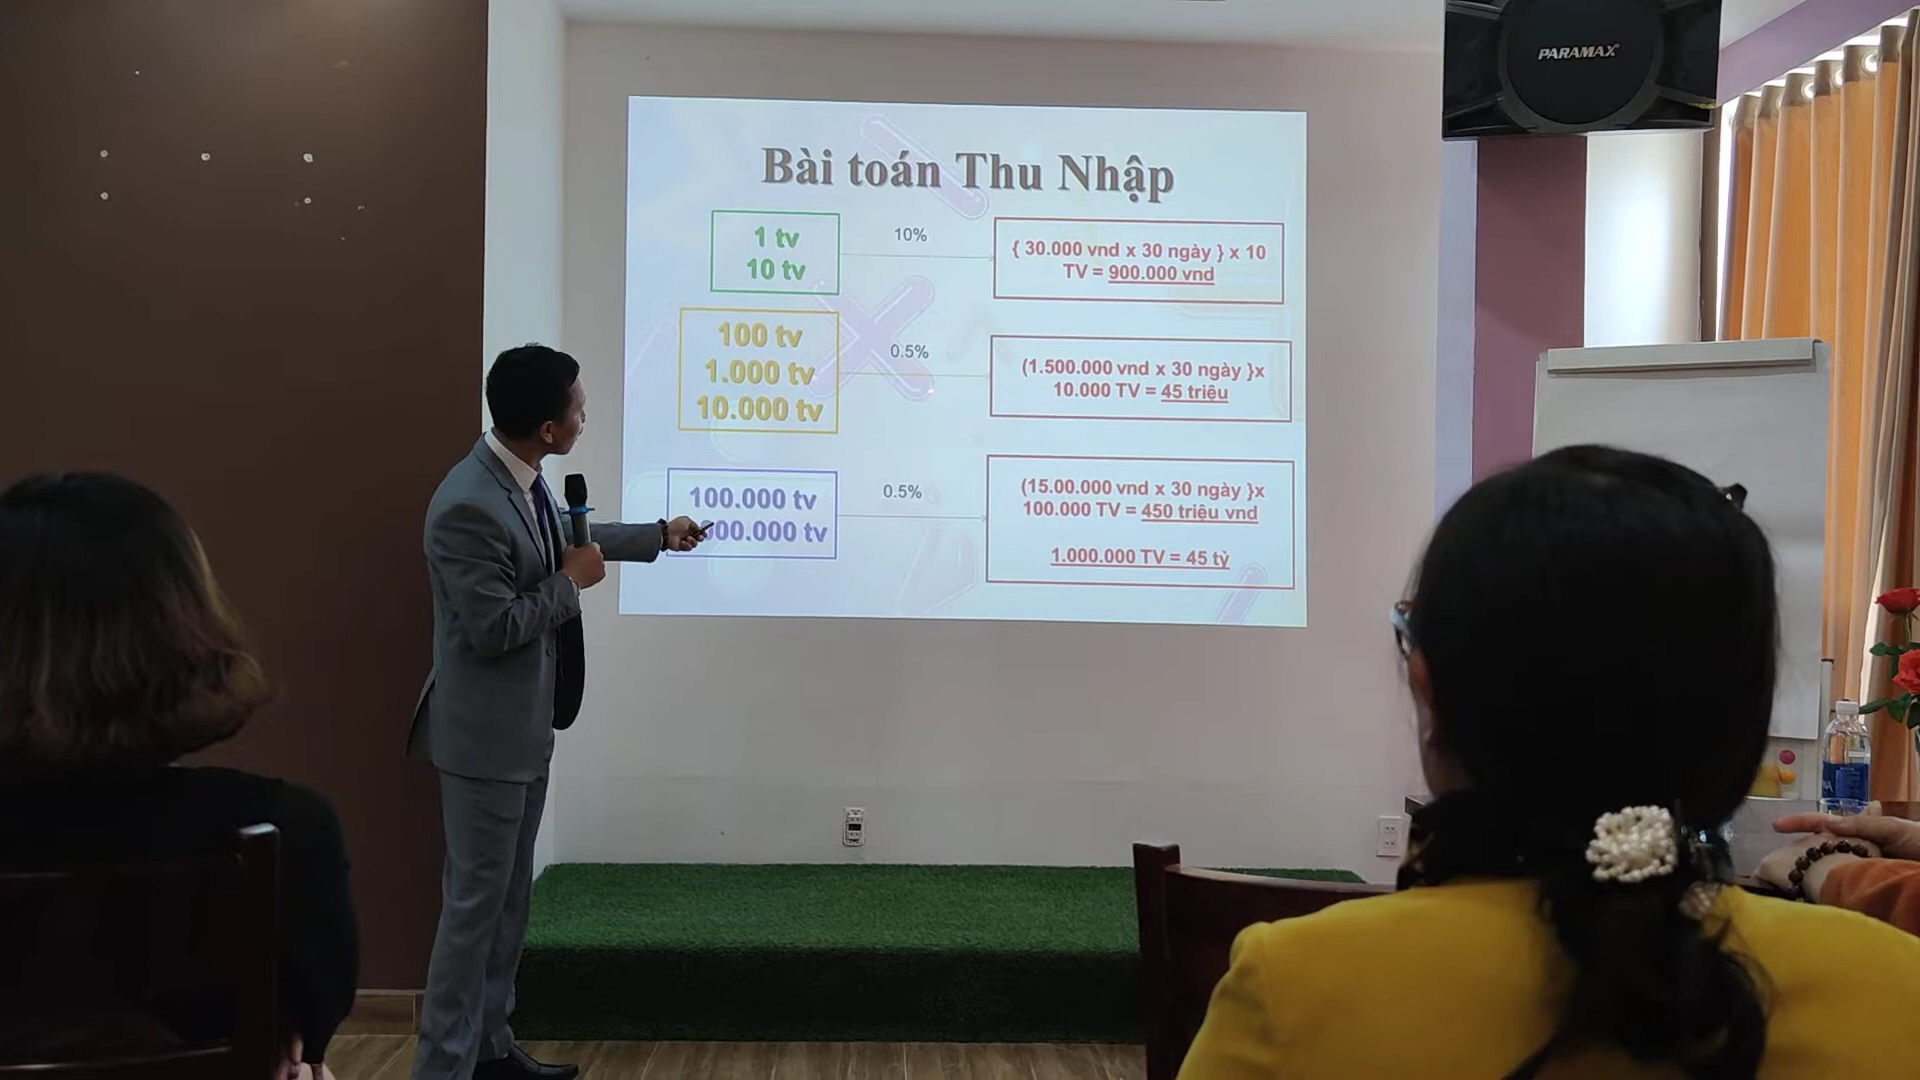 PARAMAX
Bài toán Thu Nhập
1 tv
10 tv
10%
{ 30.000 vnd x 30 ngày } x 10
TV = 900.000 vnd
100 tv
1.000 tv
10.000 tv
0.5%
(1.500.000 vnd x 30 ngày }x
10.000 TV = 45 triệu
100.000 tv
00.000 tv
0.5%
(15.00.000 vnd x 30 ngày }x
100.000 TV = 450 triệu vnd
1.000.000 TV = 45 tỷ